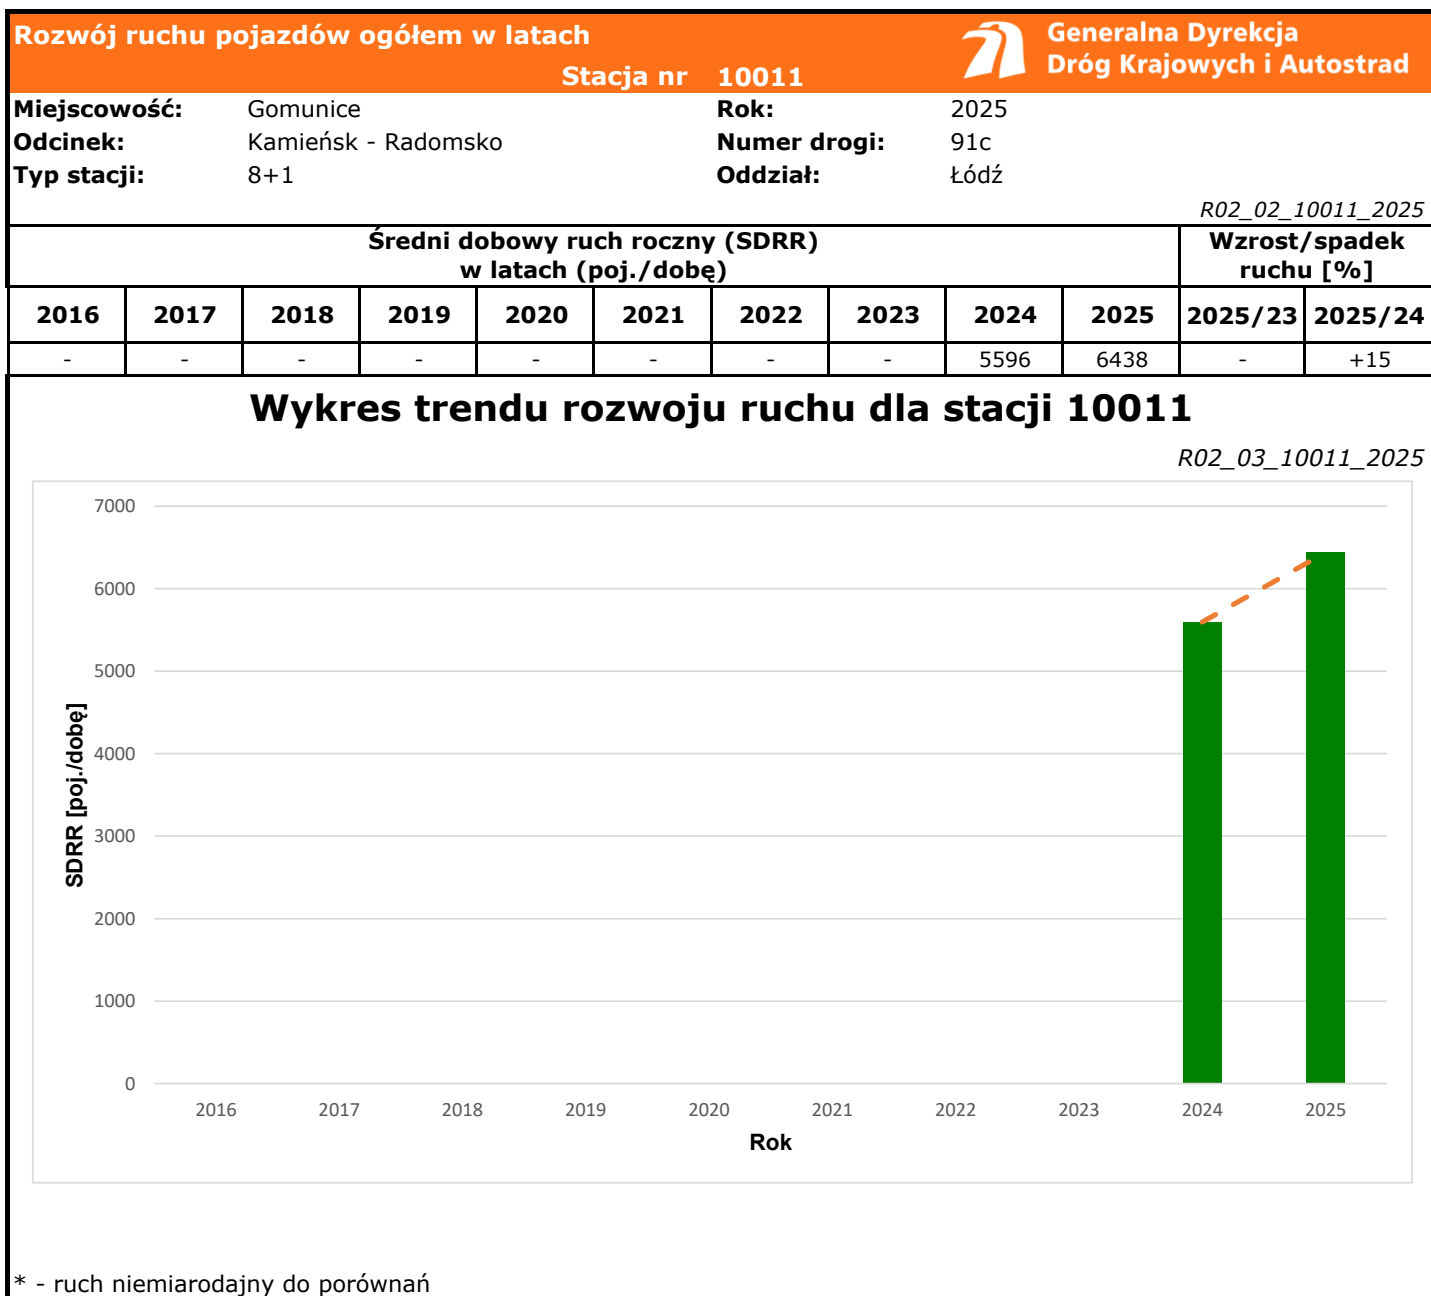 Rozwój ruchu pojazdów ogółem w latach
Generalna Dyrekcja
Dróg Krajowych i Autostrad
Stacja nr 10011
Miejscowość: Gomunice Rok: 2025
Odcinek: Kamieńsk - Radomsko Numer drogi: 91c
Typ stacji: 8+1 Oddział: Łódź
R02_02_10011_2025
Średni dobowy ruch roczny (SDRR)
w latach (poj./dobę)
Wzrost/spadek
ruchu [%]
2016 2017 2018 2019 2020 2021 2022 2023 2024 2025 2025/23 2025/24
- - - - - - - - 5596 6438 - +15
Wykres trendu rozwoju ruchu dla stacji 10011
R02_03_10011_2025
7000
6000
5000
4000
3000
2000
1000
0
SDRR [poj./dobę]
2016 2017 2018 2019 2020 2021 2022 2023 2024 2025
Rok
* - ruch niemiarodajny do porównań